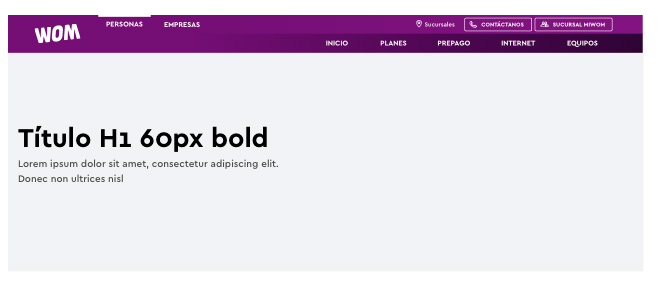 WOM
PERSONAS
EMPRESAS
Sucursales
CONTÁCTANOS
SUCURSAL MIWOM
INICIO
PLANES
PREPAGO
INTERNET
EQUIPOS
Título H1 60px bold
Lorem ipsum dolor sit amet, consectetur adipiscing elit.
Donec non ultrices nisl